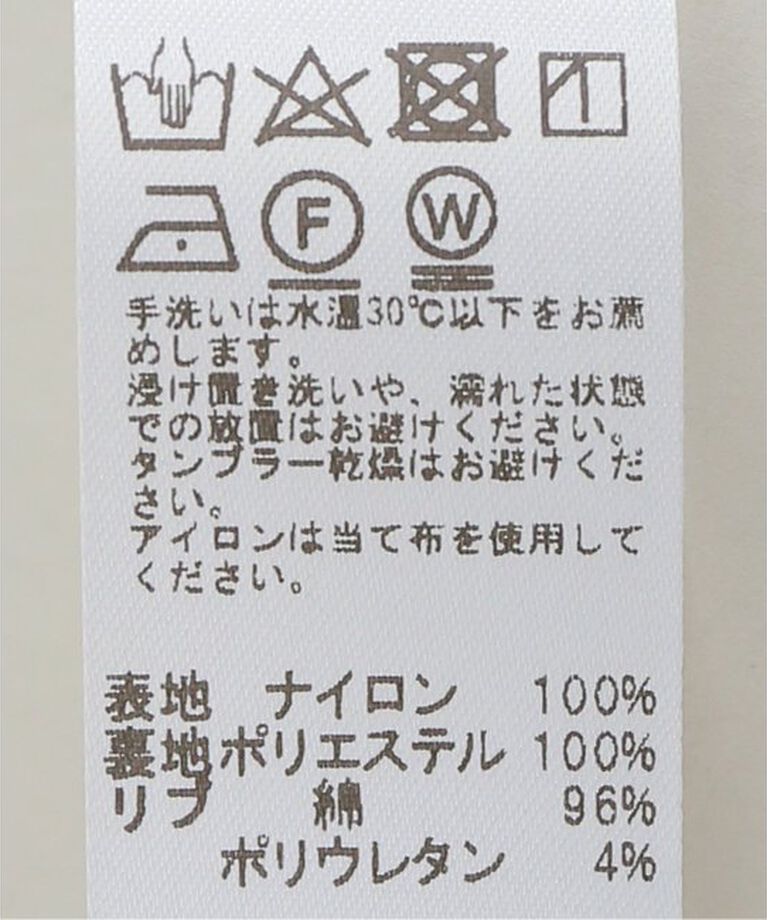 F W
手洗いは水温30℃以下をお薦
めします。
浸け置き洗いや、濡れた状態
での放置はお避けください。
タンブラー乾燥はお避けくだ
さい。
アイロンは当て布を使用して
ください。
表地 ナイロン 100%
裏地 ポリエステル 100%
リブ 綿 96%
ポリウレタン 4%